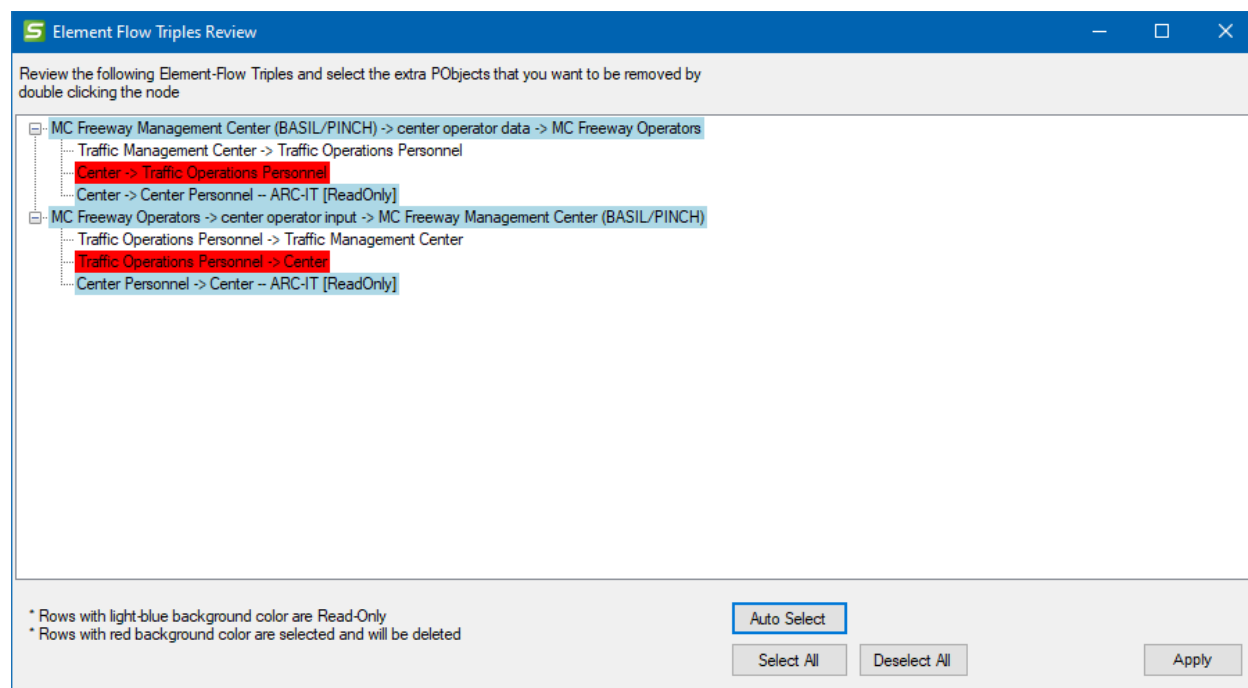 Element Flow Triples Review
Review the following Element-Flow Triples and select the extra PObjects that you want to be removed by
double clicking the node
MC Freeway Management Center (BASIL/PINCH) -> center operator data -> MC Freeway Operators
Traffic Management Center -> Traffic Operations Personnel
Center -> Traffic Operations Personnel
Center -> Center Personnel -- ARC-IT [ReadOnly]
MC Freeway Operators -> center operator input -> MC Freeway Management Center (BASIL/PINCH)
Traffic Operations Personnel -> Traffic Management Center
Traffic Operations Personnel -> Center
Center Personnel -> Center -- ARC-IT [ReadOnly]
* Rows with light-blue background color are Read-Only
* Rows with red background color are selected and will be deleted
Auto Select
Select All
Deselect All
Apply